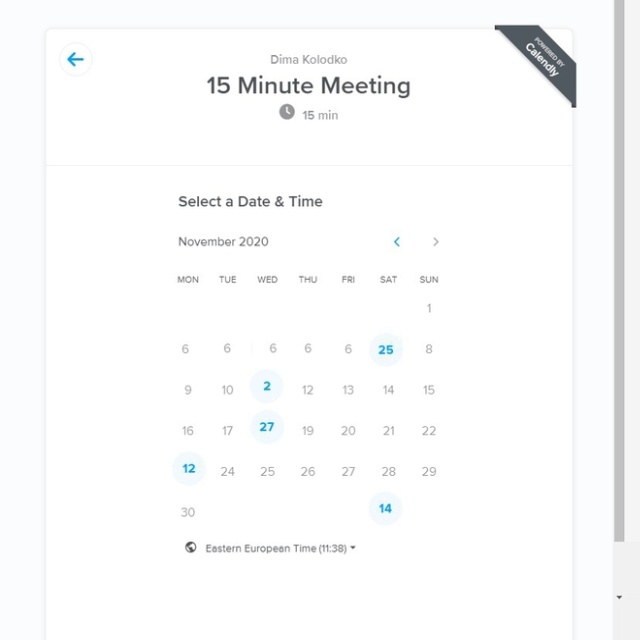 POWERED BY
Calendly
Dima Kolodko
15 Minute Meeting
15 min
Select a Date & Time
November 2020
MON TUE WED THU FRI SAT SUN
1
6 6 6 6 6 25 8
9 10 2 12 13 14 15
16 17 27 19 20 21 22
12 24 25 26 27 28 29
30 14
Eastern European Time (11:38)